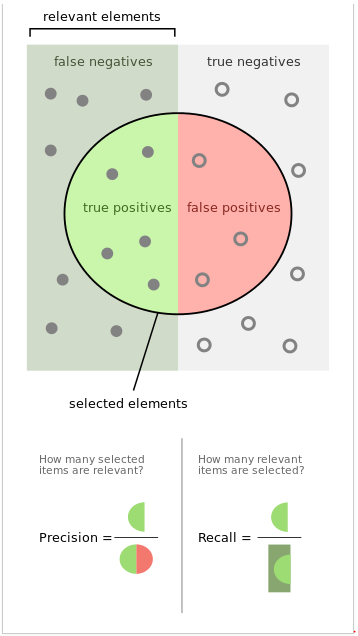 relevant elements
false negatives
true negatives
true positives
false positives
selected elements
How many selected
items are relevant?
Precision =
How many relevant
items are selected?
Recall =